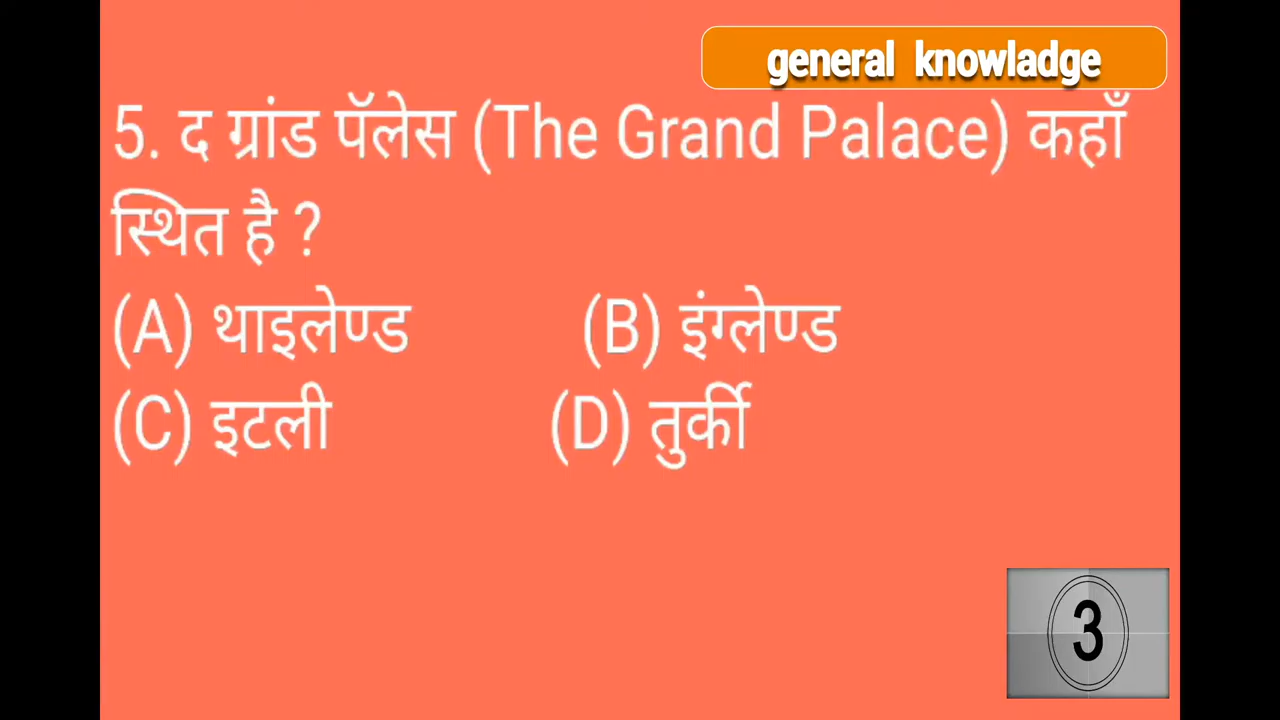 general knowladge
5. द ग्रांड पॅलेस (The Grand Palace) कहाँ
स्थित है ?
(A) थाइलेण्ड (B) इंग्लेण्ड
(C) इटली (D) तुर्की
3